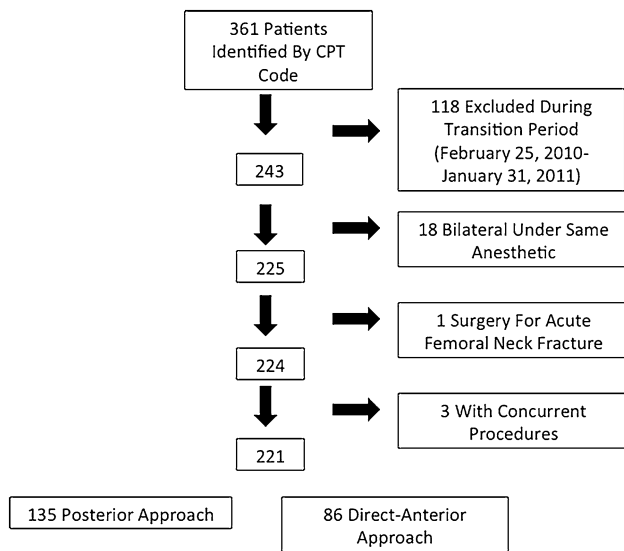 361 Patients
Identified By CPT
Code
118 Excluded During
Transition Period
(February 25, 2010-
January 31, 2011)
243
18 Bilateral Under Same
Anesthetic
225
1 Surgery For Acute
Femoral Neck Fracture
224
3 With Concurrent
Procedures
221
135 Posterior Approach
86 Direct-Anterior
Approach